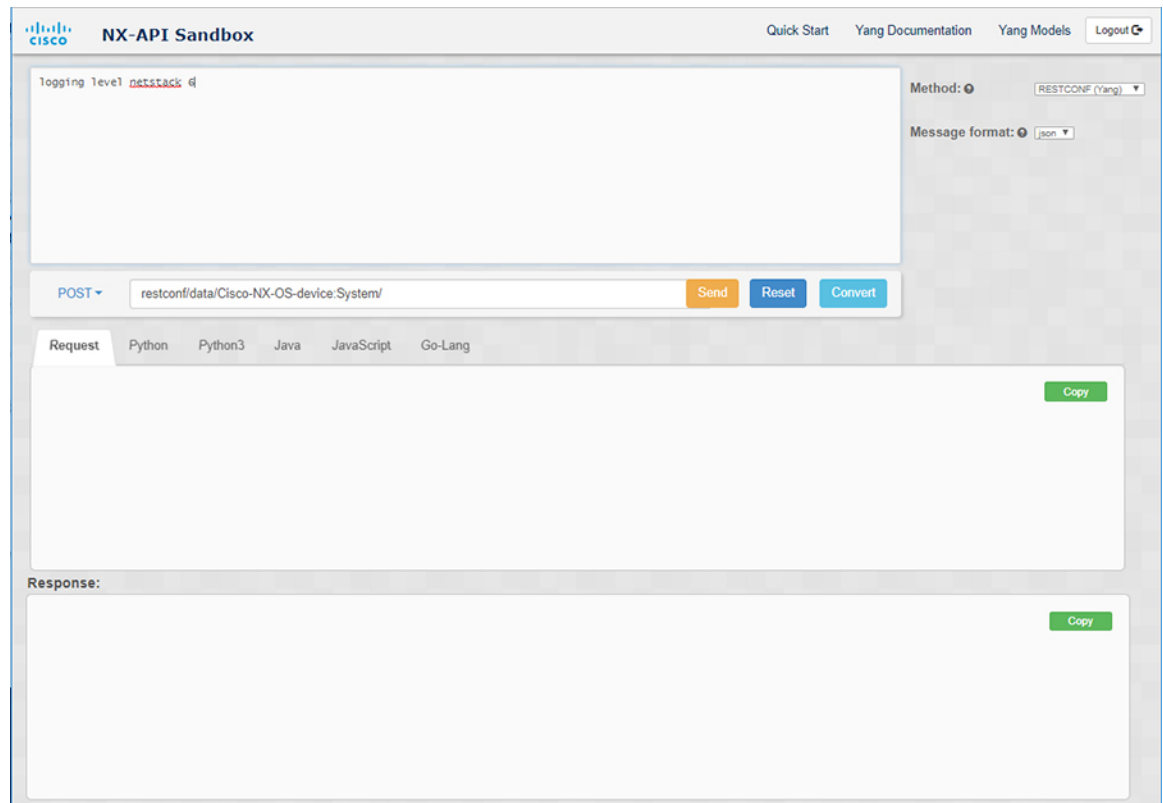 CISCO NX-API Sandbox Quick Start Yang Documentation Yang Models Logout
logging level netstack 6
Method: RESTCONF (Yang)
Message format: json
POST restconf/data/Cisco-NX-OS-device:System/ Send Reset Convert
Request Python Python3 Java JavaScript Go-Lang
Copy
Response:
Copy